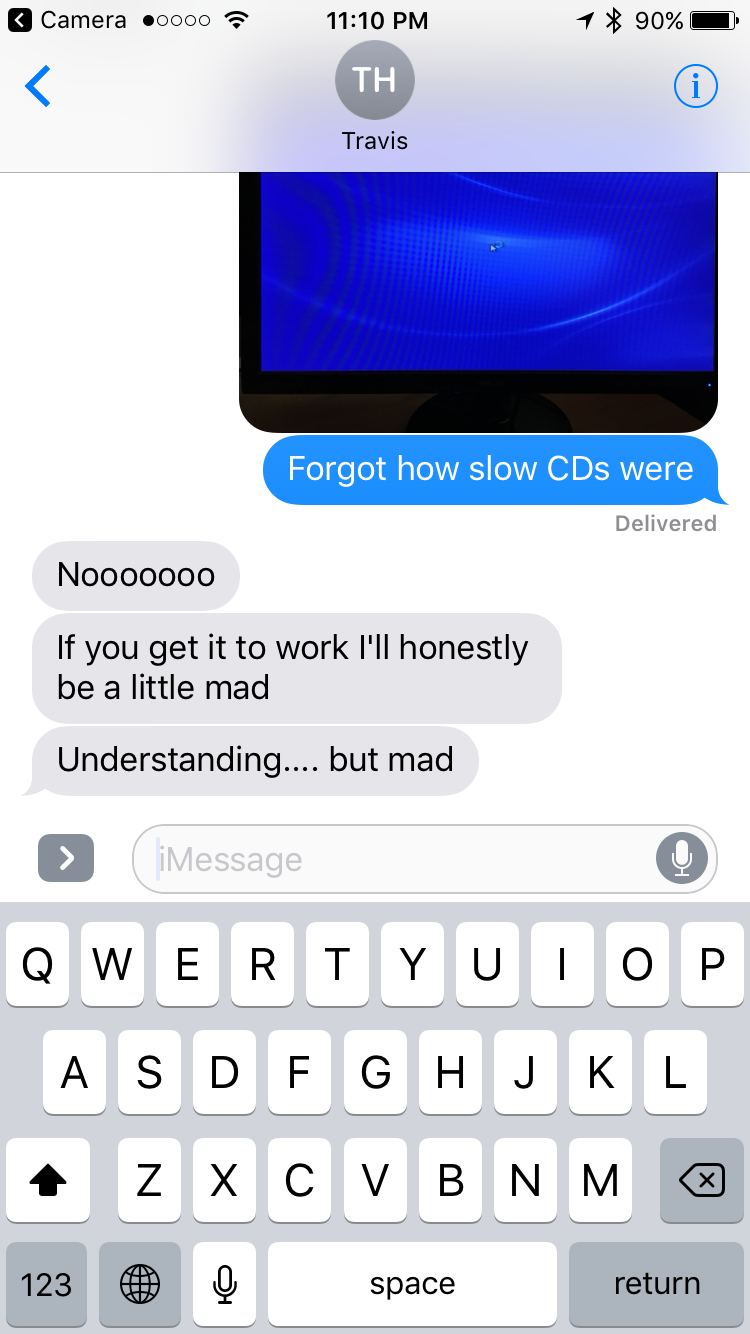 Camera 11:10 PM 90%
TH
Travis
Forgot how slow CDs were
Delivered
Nooooooo
If you get it to work I'll honestly
be a little mad
Understanding.... but mad
iMessage
Q W E R T Y U I O P
A S D F G H J K L
Z X C V B N M
123 space return